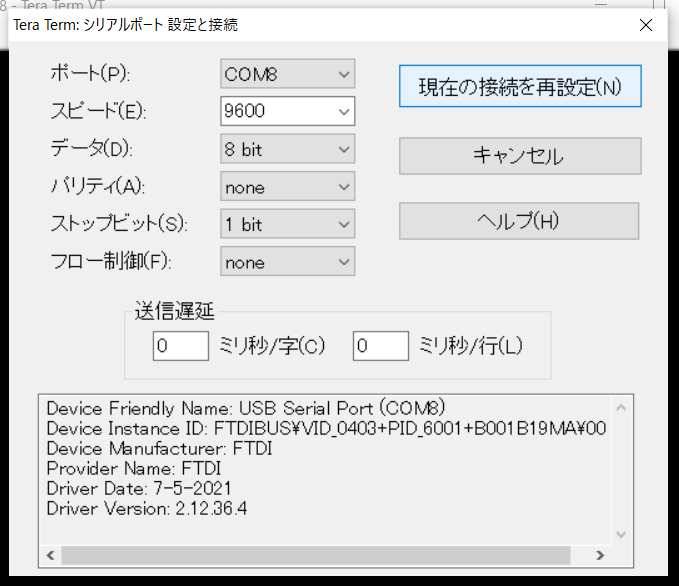 8 - Tera Term VT
Tera Term: シリアルポート 設定と接続
ポート(P):
COM8
現在の接続を再設定(N)
スピード(E):
9600
データ(D):
8 bit
キャンセル
パリティ(A):
none
ストップビット(S):
1 bit
ヘルプ(H)
フロー制御(F):
none
送信遅延
0 ミリ秒/字(C) 0 ミリ秒/行(L)
Device Friendly Name: USB Serial Port (COM8)
Device Instance ID: FTDIBUS¥VID_0403+PID_6001+B001B19MA¥00
Device Manufacturer: FTDI
Provider Name: FTDI
Driver Date: 7-5-2021
Driver Version: 2.12.36.4